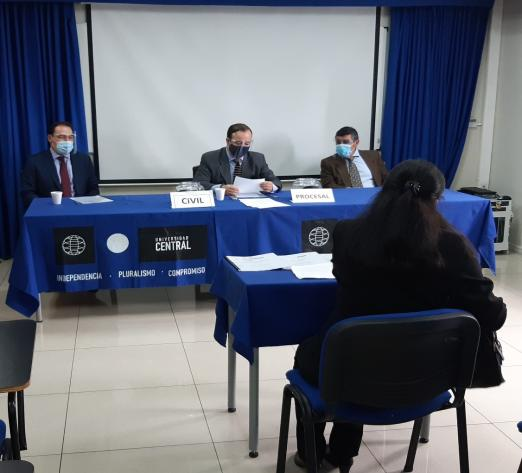 CIVIL
PROCESAL
UNIVERSIDAD
CENTRAL
INDEPENDENCIA · PLURALISMO · COMPROMISO